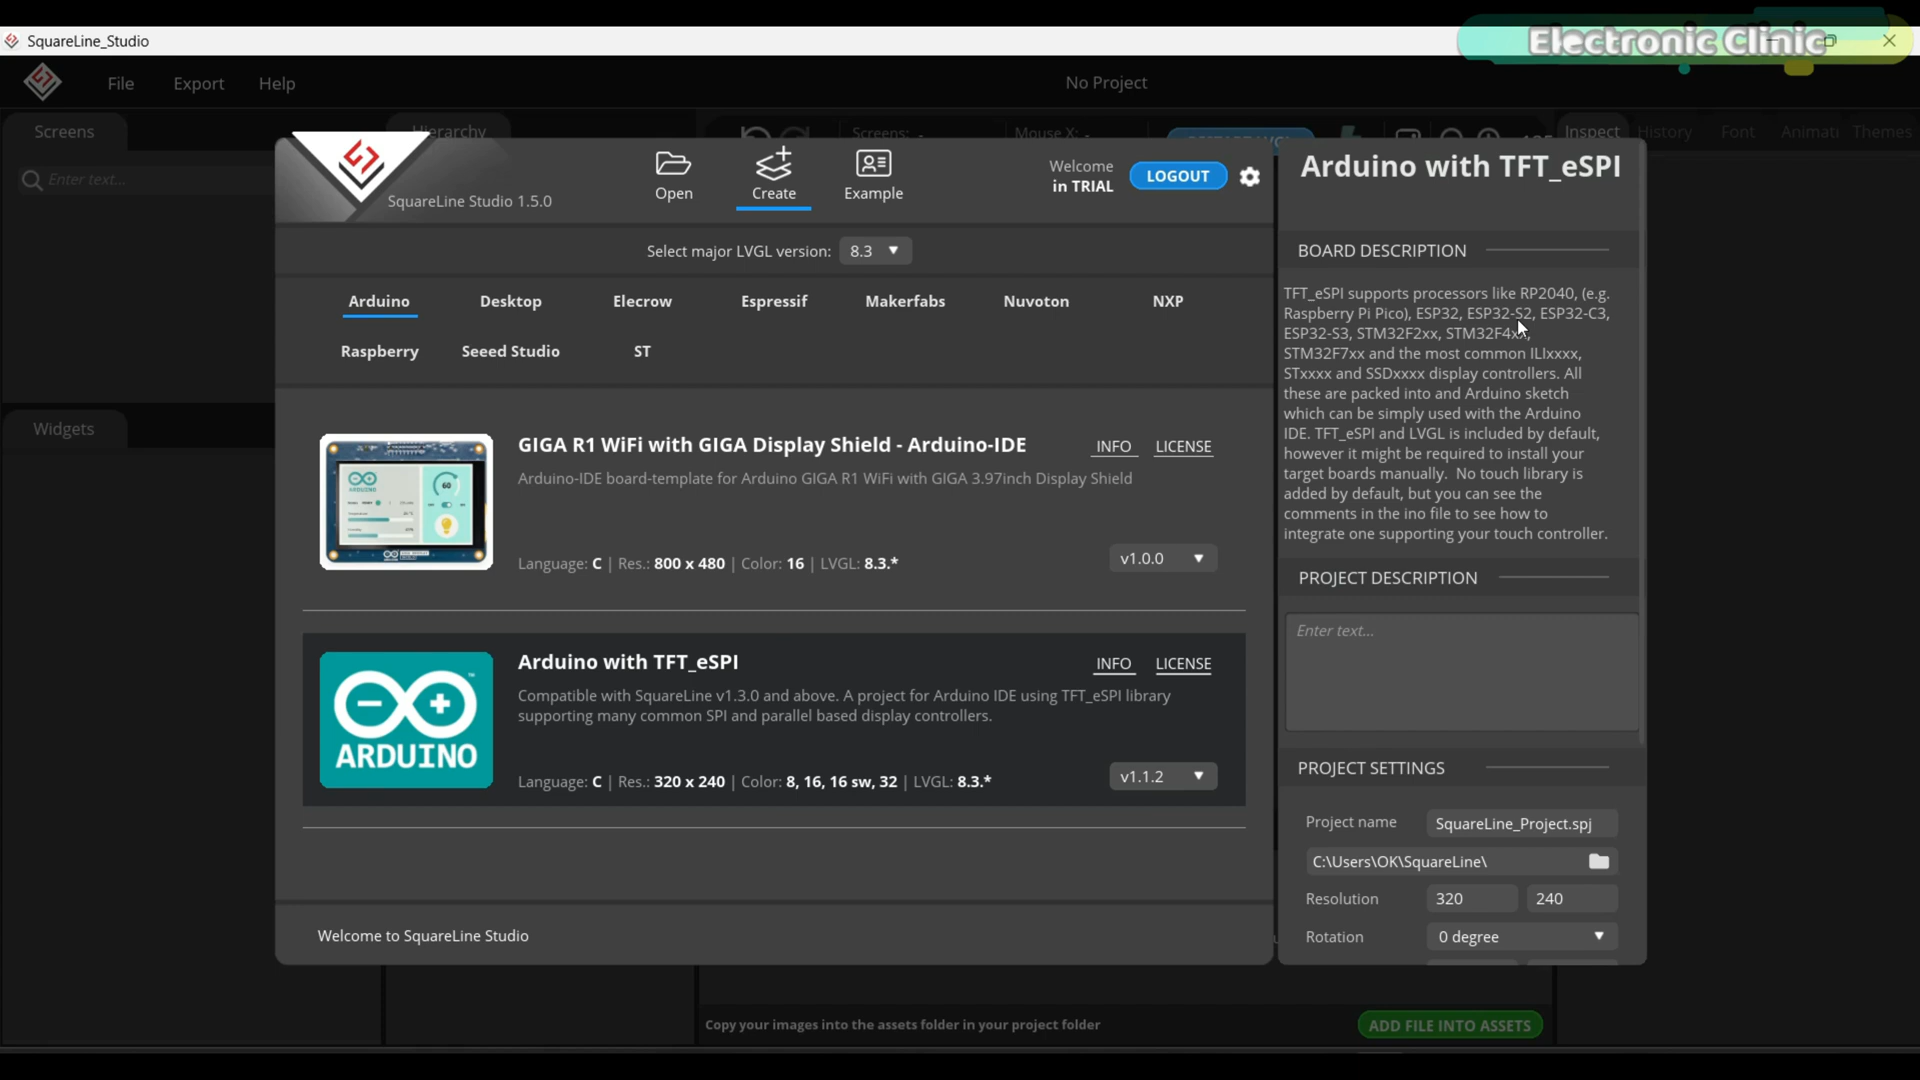 SquareLine_Studio
Electronic Clinic
File Export Help
No Project
Screens Hierarchy
Screens: - Mouse X: -
Inspect History Font Animati Themes
Enter text...
Widgets
SquareLine Studio 1.5.0
Open Create Example
Welcome
in TRIAL
LOGOUT
Select major LVGL version: 8.3
Arduino Desktop Elecrow Espressif Makerfabs Nuvoton NXP
Raspberry Seeed Studio ST
GIGA R1 WiFi with GIGA Display Shield - Arduino-IDE INFO LICENSE
Arduino-IDE board-template for Arduino GIGA R1 WiFi with GIGA 3.97inch Display Shield
ARDUINO
60
Language: C | Res.: 800 x 480 | Color: 16 | LVGL: 8.3.* v1.0.0
Arduino with TFT_eSPI INFO LICENSE
Compatible with SquareLine v1.3.0 and above. A project for Arduino IDE using TFT_eSPI library
supporting many common SPI and parallel based display controllers.
ARDUINO
TM
Language: C | Res.: 320 x 240 | Color: 8, 16, 16 sw, 32 | LVGL: 8.3.* v1.1.2
Welcome to SquareLine Studio
Arduino with TFT_eSPI
BOARD DESCRIPTION
TFT_eSPI supports processors like RP2040, (e.g.
Raspberry Pi Pico), ESP32, ESP32-S2, ESP32-C3,
ESP32-S3, STM32F2xx, STM32F4xx,
STM32F7xx and the most common ILIxxxx,
STxxxx and SSDxxxx display controllers. All
these are packed into and Arduino sketch
which can be simply used with the Arduino
IDE. TFT_eSPI and LVGL is included by default,
however it might be required to install your
target boards manually. No touch library is
added by default, but you can see the
comments in the ino file to see how to
integrate one supporting your touch controller.
PROJECT DESCRIPTION
Enter text...
PROJECT SETTINGS
Project name SquareLine_Project.spj
C:\Users\OK\SquareLine\
Resolution 320 240
Rotation 0 degree
Copy your images into the assets folder in your project folder
ADD FILE INTO ASSETS